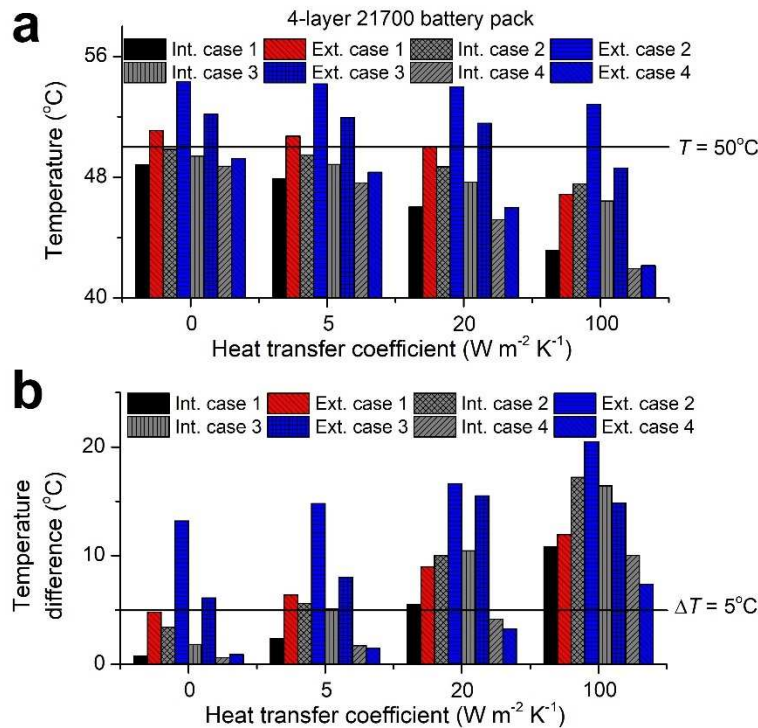 a
4-layer 21700 battery pack
Int. case 1 Ext. case 1 Int. case 2 Ext. case 2
Int. case 3 Ext. case 3 Int. case 4 Ext. case 4
Temperature (°C)
56
48
40
T = 50°C
0 5 20 100
Heat transfer coefficient (W m⁻² K⁻¹)
b
Int. case 1 Ext. case 1 Int. case 2 Ext. case 2
Int. case 3 Ext. case 3 Int. case 4 Ext. case 4
Temperature
difference (°C)
20
10
0
ΔT = 5°C
0 5 20 100
Heat transfer coefficient (W m⁻² K⁻¹)